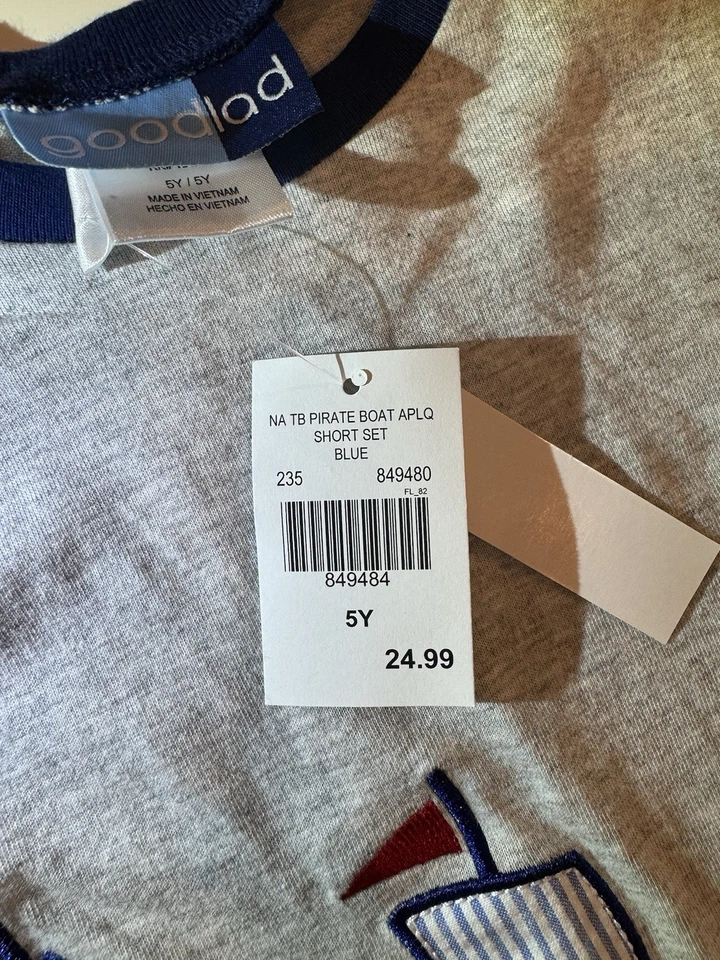 goodlad
5Y / 5Y
MADE IN VIETNAM
HECHO EN VIETNAM
NA TB PIRATE BOAT APLQ
SHORT SET
BLUE
235 849480
FL_82
849484
5Y
24.99